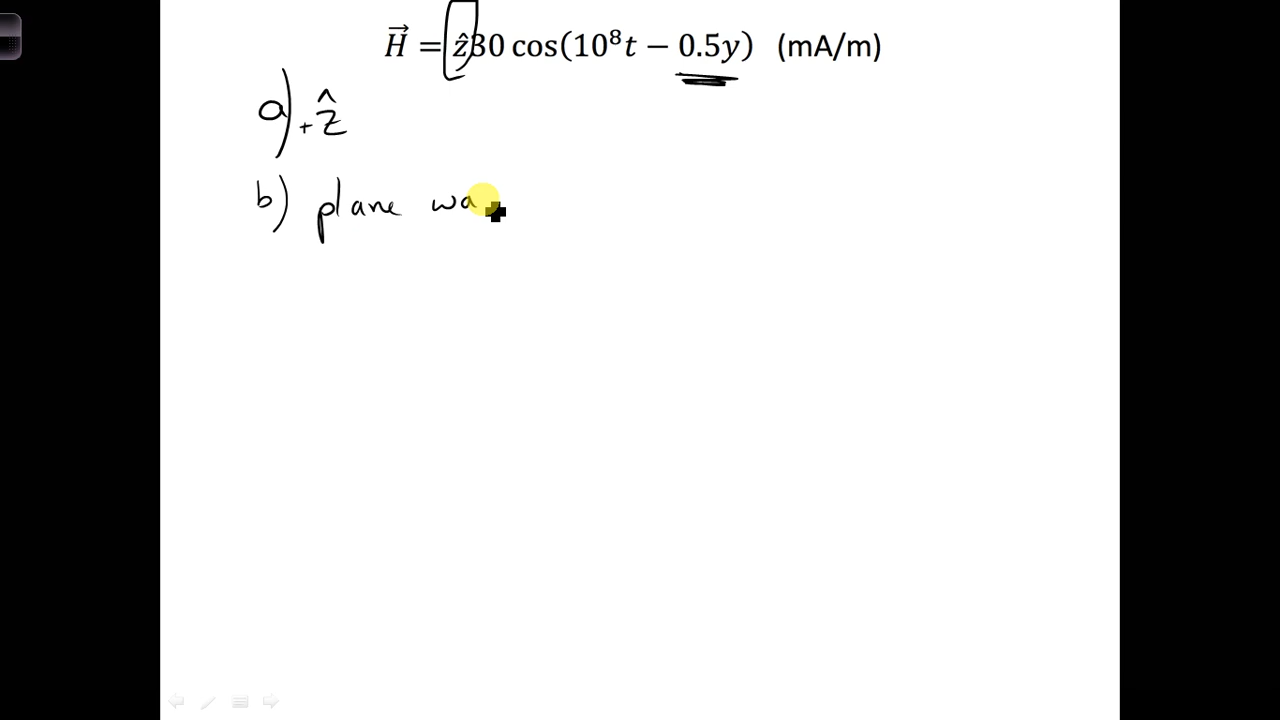 H⃗ = ẑ30 cos(10⁸t − 0.5y) (mA/m)
a) +ẑ
b) plane wa